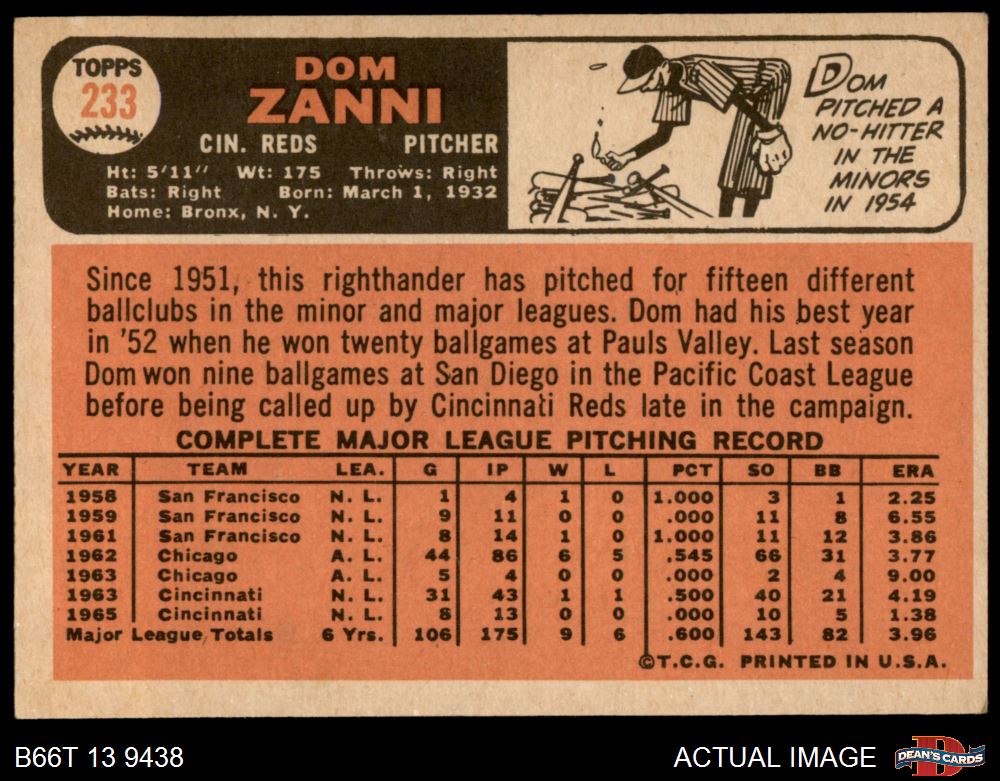 TOPPS
233
DOM
ZANNI
CIN. REDS PITCHER
Ht: 5'11" Wt: 175 Throws: Right
Bats: Right Born: March 1, 1932
Home: Bronx, N. Y.
DOM
PITCHED A
NO-HITTER
IN THE
MINORS
IN 1954
Since 1951, this righthander has pitched for fifteen different
ballclubs in the minor and major leagues. Dom had his best year
in '52 when he won twenty ballgames at Pauls Valley. Last season
Dom won nine ballgames at San Diego in the Pacific Coast League
before being called up by Cincinnati Reds late in the campaign.
COMPLETE MAJOR LEAGUE PITCHING RECORD
YEAR TEAM LEA. G IP W L PCT SO BB ERA
1958 San Francisco N. L. 1 4 1 0 1.000 3 1 2.25
1959 San Francisco N. L. 9 11 0 0 .000 11 8 6.55
1961 San Francisco N. L. 8 14 1 0 1.000 11 12 3.86
1962 Chicago A. L. 44 86 6 5 .545 66 31 3.77
1963 Chicago A. L. 5 4 0 0 .000 2 4 9.00
1963 Cincinnati N. L. 31 43 1 1 .500 40 21 4.19
1965 Cincinnati N. L. 8 13 0 0 .000 10 5 1.38
Major League Totals 6 Yrs. 106 175 9 6 .600 143 82 3.96
©T.C.G. PRINTED IN U.S.A.
B66T 13 9438 ACTUAL IMAGE DEAN'S CARDS